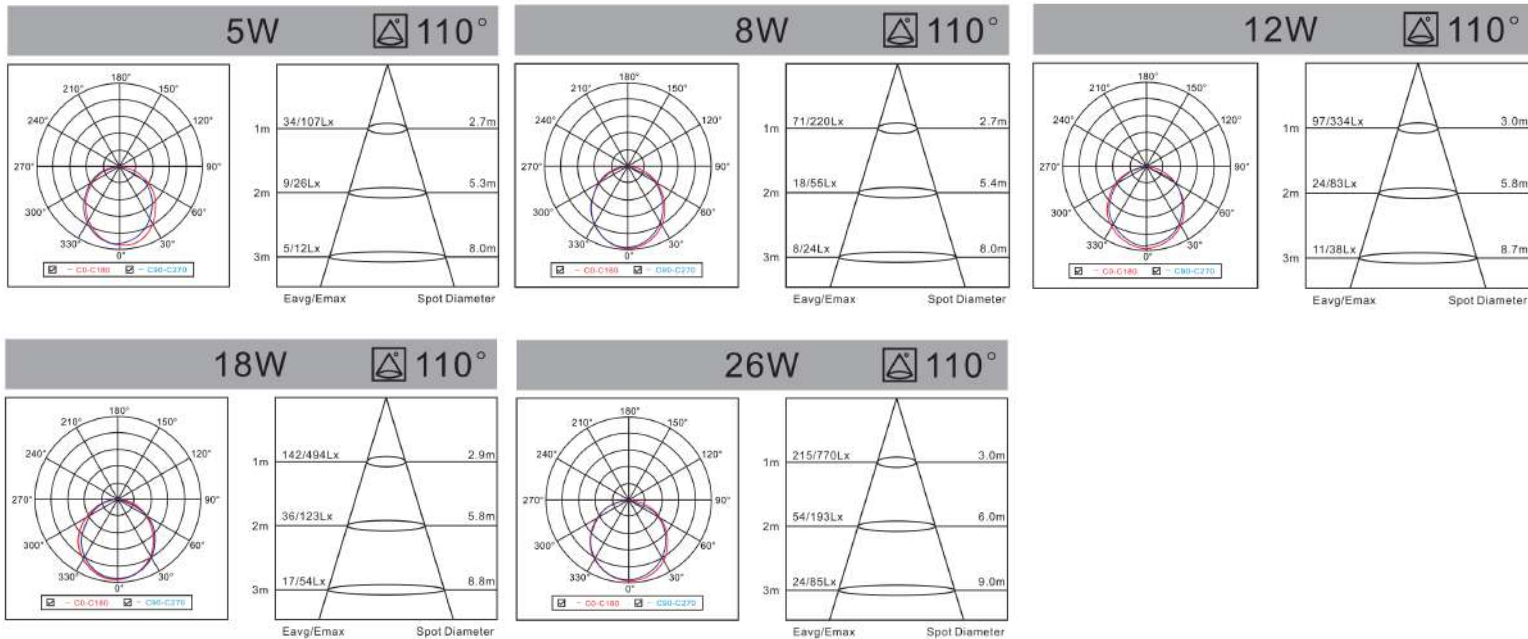 5W 110°
180°
210° 150°
240° 120°
270° 90°
300° 60°
330° 30°
0°
C0-C180 C90-C270
1m 34/107Lx 2.7m
2m 9/26Lx 5.3m
3m 5/12Lx 8.0m
Eavg/Emax Spot Diameter
8W 110°
180°
210° 150°
240° 120°
270° 90°
300° 60°
330° 30°
0°
C0-C180 C90-C270
1m 71/220Lx 2.7m
2m 18/55Lx 5.4m
3m 8/24Lx 8.0m
Eavg/Emax Spot Diameter
12W 110°
180°
210° 150°
240° 120°
270° 90°
300° 60°
330° 30°
0°
C0-C180 C90-C270
1m 97/334Lx 3.0m
2m 24/83Lx 5.8m
3m 11/38Lx 8.7m
Eavg/Emax Spot Diameter
18W 110°
180°
210° 150°
240° 120°
270° 90°
300° 60°
330° 30°
0°
C0-C180 C90-C270
1m 142/494Lx 2.9m
2m 36/123Lx 5.8m
3m 17/54Lx 8.8m
Eavg/Emax Spot Diameter
26W 110°
180°
210° 150°
240° 120°
270° 90°
300° 60°
330° 30°
0°
C0-C180 C90-C270
1m 215/770Lx 3.0m
2m 54/193Lx 6.0m
3m 24/85Lx 9.0m
Eavg/Emax Spot Diameter